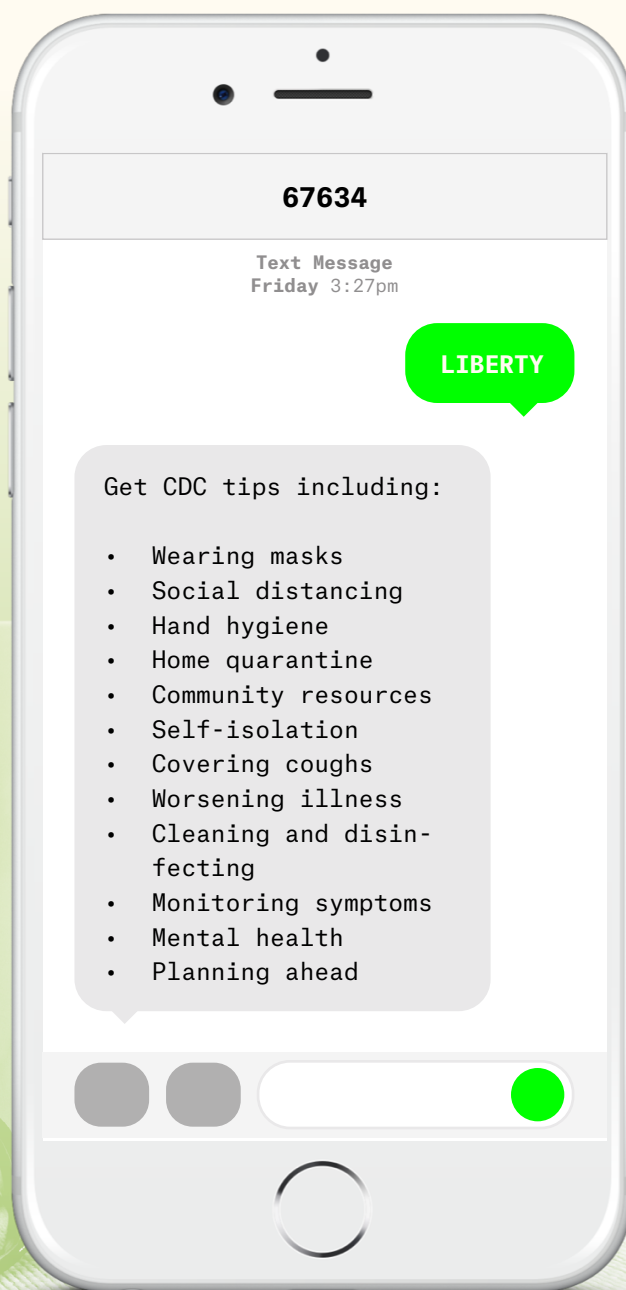 67634
Text Message
Friday 3:27pm
LIBERTY
Get CDC tips including:
• Wearing masks
• Social distancing
• Hand hygiene
• Home quarantine
• Community resources
• Self-isolation
• Covering coughs
• Worsening illness
• Cleaning and disin-
fecting
• Monitoring symptoms
• Mental health
• Planning ahead